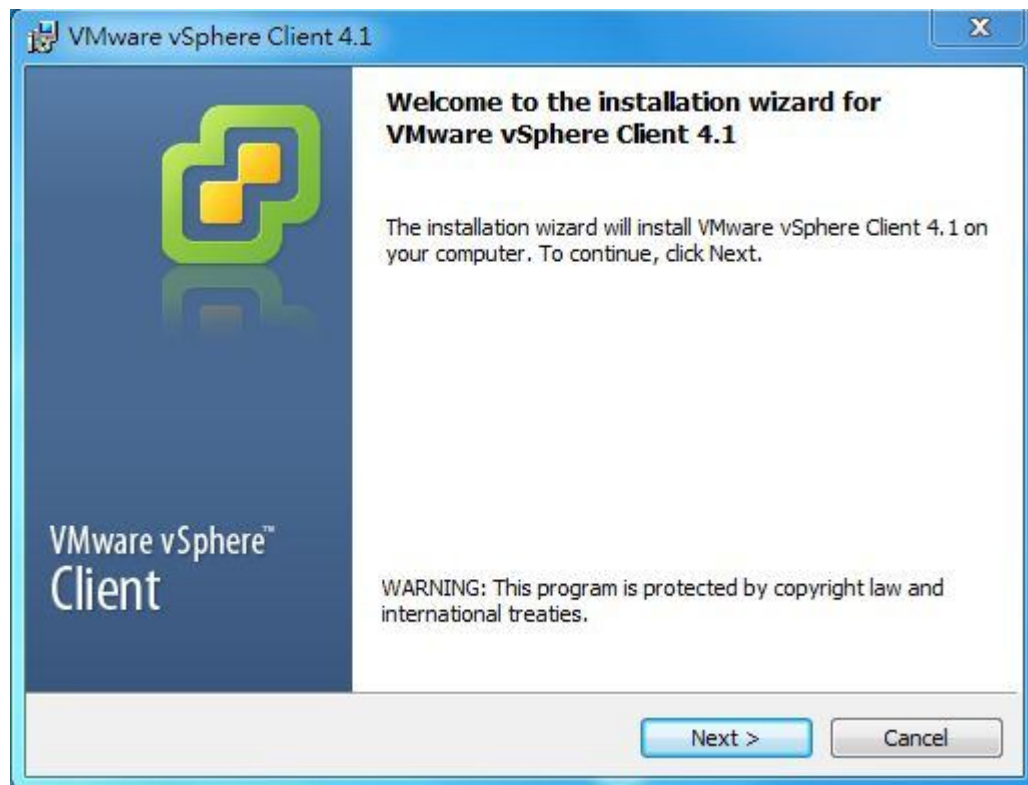 VMware vSphere Client 4.1
Welcome to the installation wizard for
VMware vSphere Client 4.1
The installation wizard will install VMware vSphere Client 4.1 on
your computer. To continue, click Next.
VMware vSphere™
Client
WARNING: This program is protected by copyright law and
international treaties.
Next >
Cancel